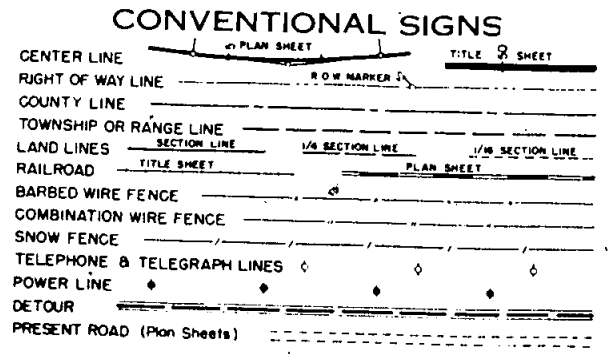 CONVENTIONAL SIGNS
CENTER LINE PLAN SHEET TITLE SHEET
RIGHT OF WAY LINE R O W MARKER
COUNTY LINE
TOWNSHIP OR RANGE LINE
LAND LINES SECTION LINE 1/4 SECTION LINE 1/16 SECTION LINE
RAILROAD TITLE SHEET PLAN SHEET
BARBED WIRE FENCE
COMBINATION WIRE FENCE
SNOW FENCE
TELEPHONE & TELEGRAPH LINES
POWER LINE
DETOUR
PRESENT ROAD (Plan Sheets)